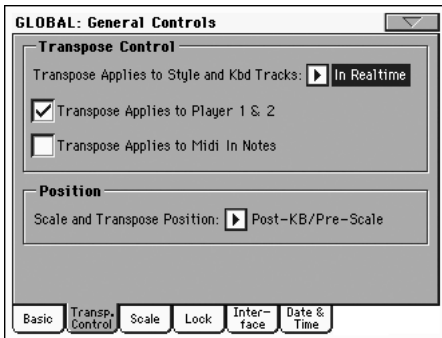 GLOBAL: General Controls
Transpose Control
Transpose Applies to Style and Kbd Tracks: In Realtime
Transpose Applies to Player 1 & 2
Transpose Applies to Midi In Notes
Position
Scale and Transpose Position: Post-KB/Pre-Scale
Basic Transp. Control Scale Lock Inter-face Date & Time